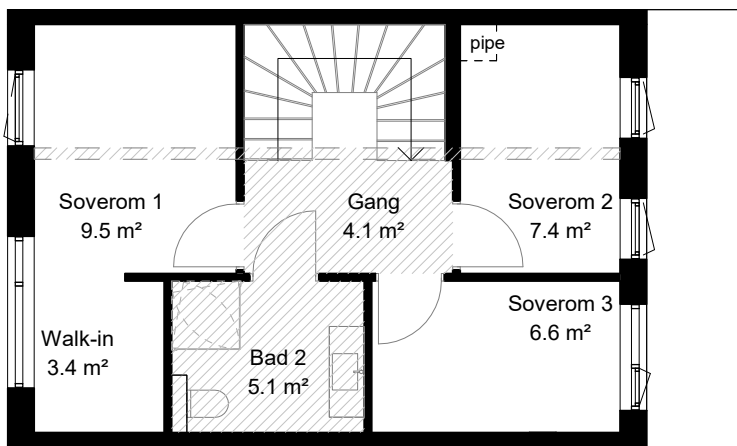 pipe
Soverom 1
9.5 m²
Gang
4.1 m²
Soverom 2
7.4 m²
Walk-in
3.4 m²
Bad 2
5.1 m²
Soverom 3
6.6 m²